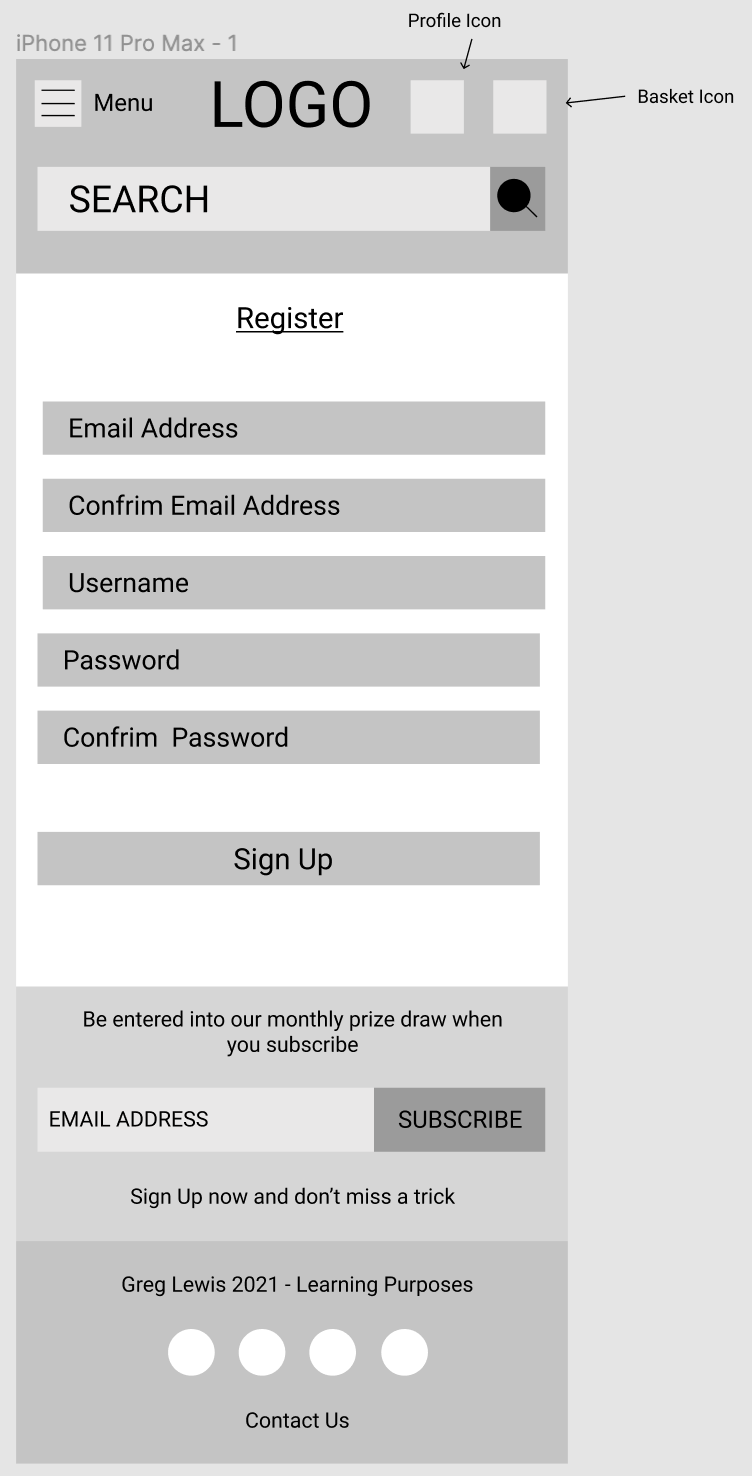 Profile Icon
iPhone 11 Pro Max - 1
Menu
LOGO
Basket Icon
SEARCH
Register
Email Address
Confrim Email Address
Username
Password
Confrim  Password
Sign Up
Be entered into our monthly prize draw when
you subscribe
EMAIL ADDRESS
SUBSCRIBE
Sign Up now and don’t miss a trick
Greg Lewis 2021 - Learning Purposes
Contact Us